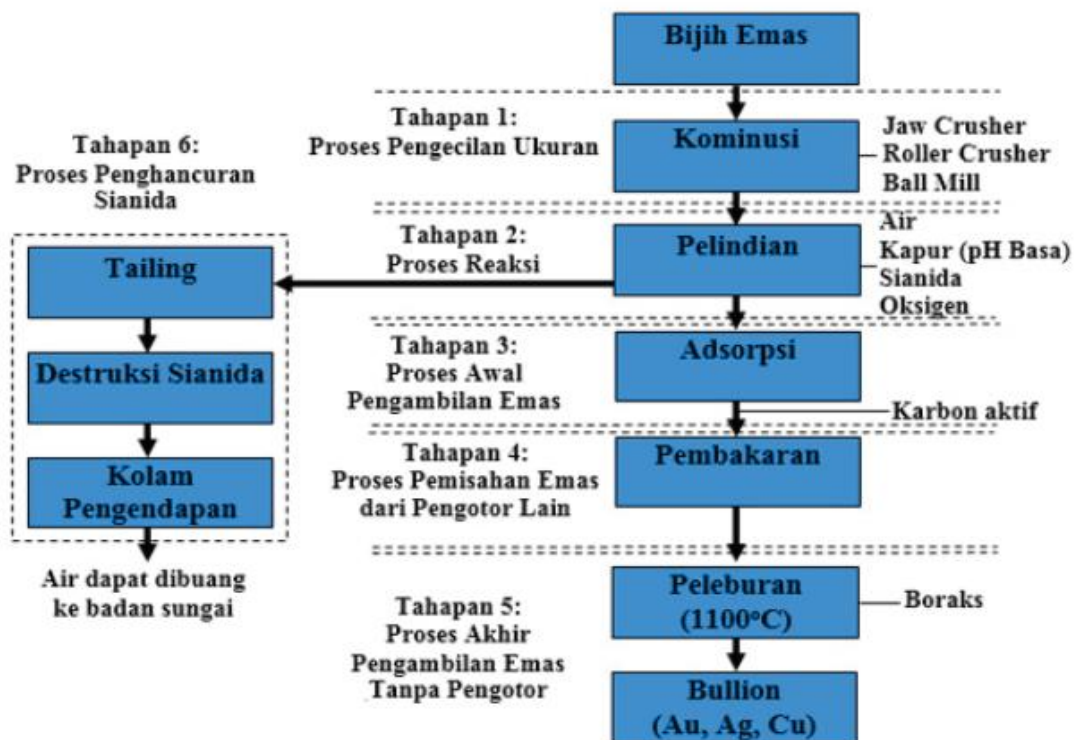 Bijih Emas
Tahapan 1:
Proses Pengecilan Ukuran
Kominusi
Jaw Crusher
Roller Crusher
Ball Mill
Tahapan 2:
Proses Reaksi
Pelindian
Air
Kapur (pH Basa)
Sianida
Oksigen
Tahapan 3:
Proses Awal
Pengambilan Emas
Adsorpsi
Karbon aktif
Tahapan 4:
Proses Pemisahan Emas
dari Pengotor Lain
Pembakaran
Tahapan 5:
Proses Akhir
Pengambilan Emas
Tanpa Pengotor
Peleburan
(1100°C)
Boraks
Bullion
(Au, Ag, Cu)
Tahapan 6:
Proses Penghancuran
Sianida
Tailing
Destruksi Sianida
Kolam
Pengendapan
Air dapat dibuang
ke badan sungai